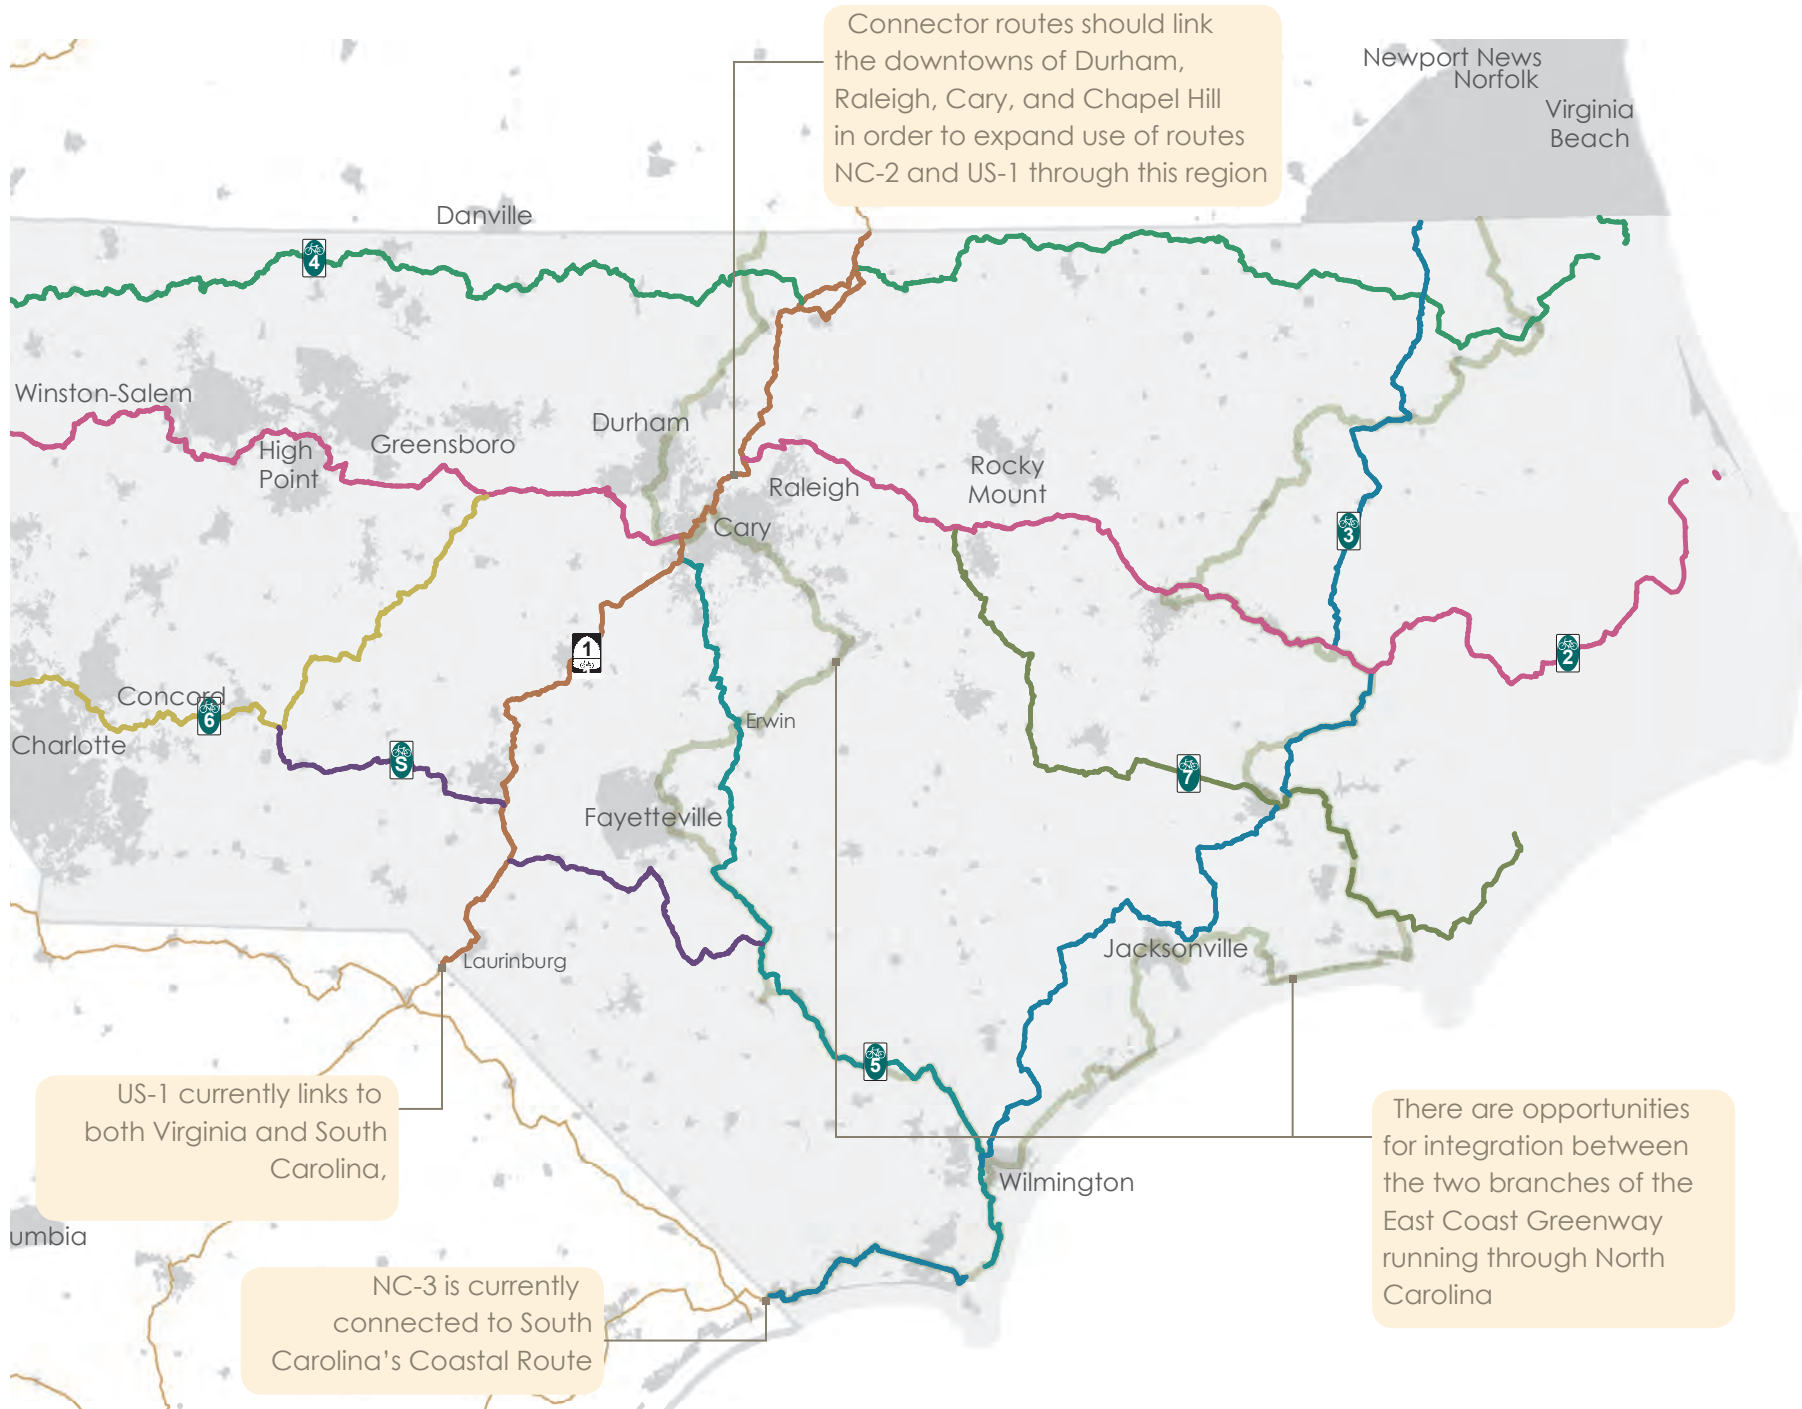 Connector routes should link
the downtowns of Durham,
Raleigh, Cary, and Chapel Hill
in order to expand use of routes
NC-2 and US-1 through this region
Newport News
Norfolk
Virginia
Beach
Danville
4
Winston-Salem
High
Point
Greensboro
Durham
Raleigh
Rocky
Mount
Cary
3
1
2
Concord
6
Charlotte
S
Erwin
7
Fayetteville
Laurinburg
Jacksonville
5
US-1 currently links to
both Virginia and South
Carolina,
There are opportunities
for integration between
the two branches of the
East Coast Greenway
running through North
Carolina
Wilmington
umbia
NC-3 is currently
connected to South
Carolina's Coastal Route